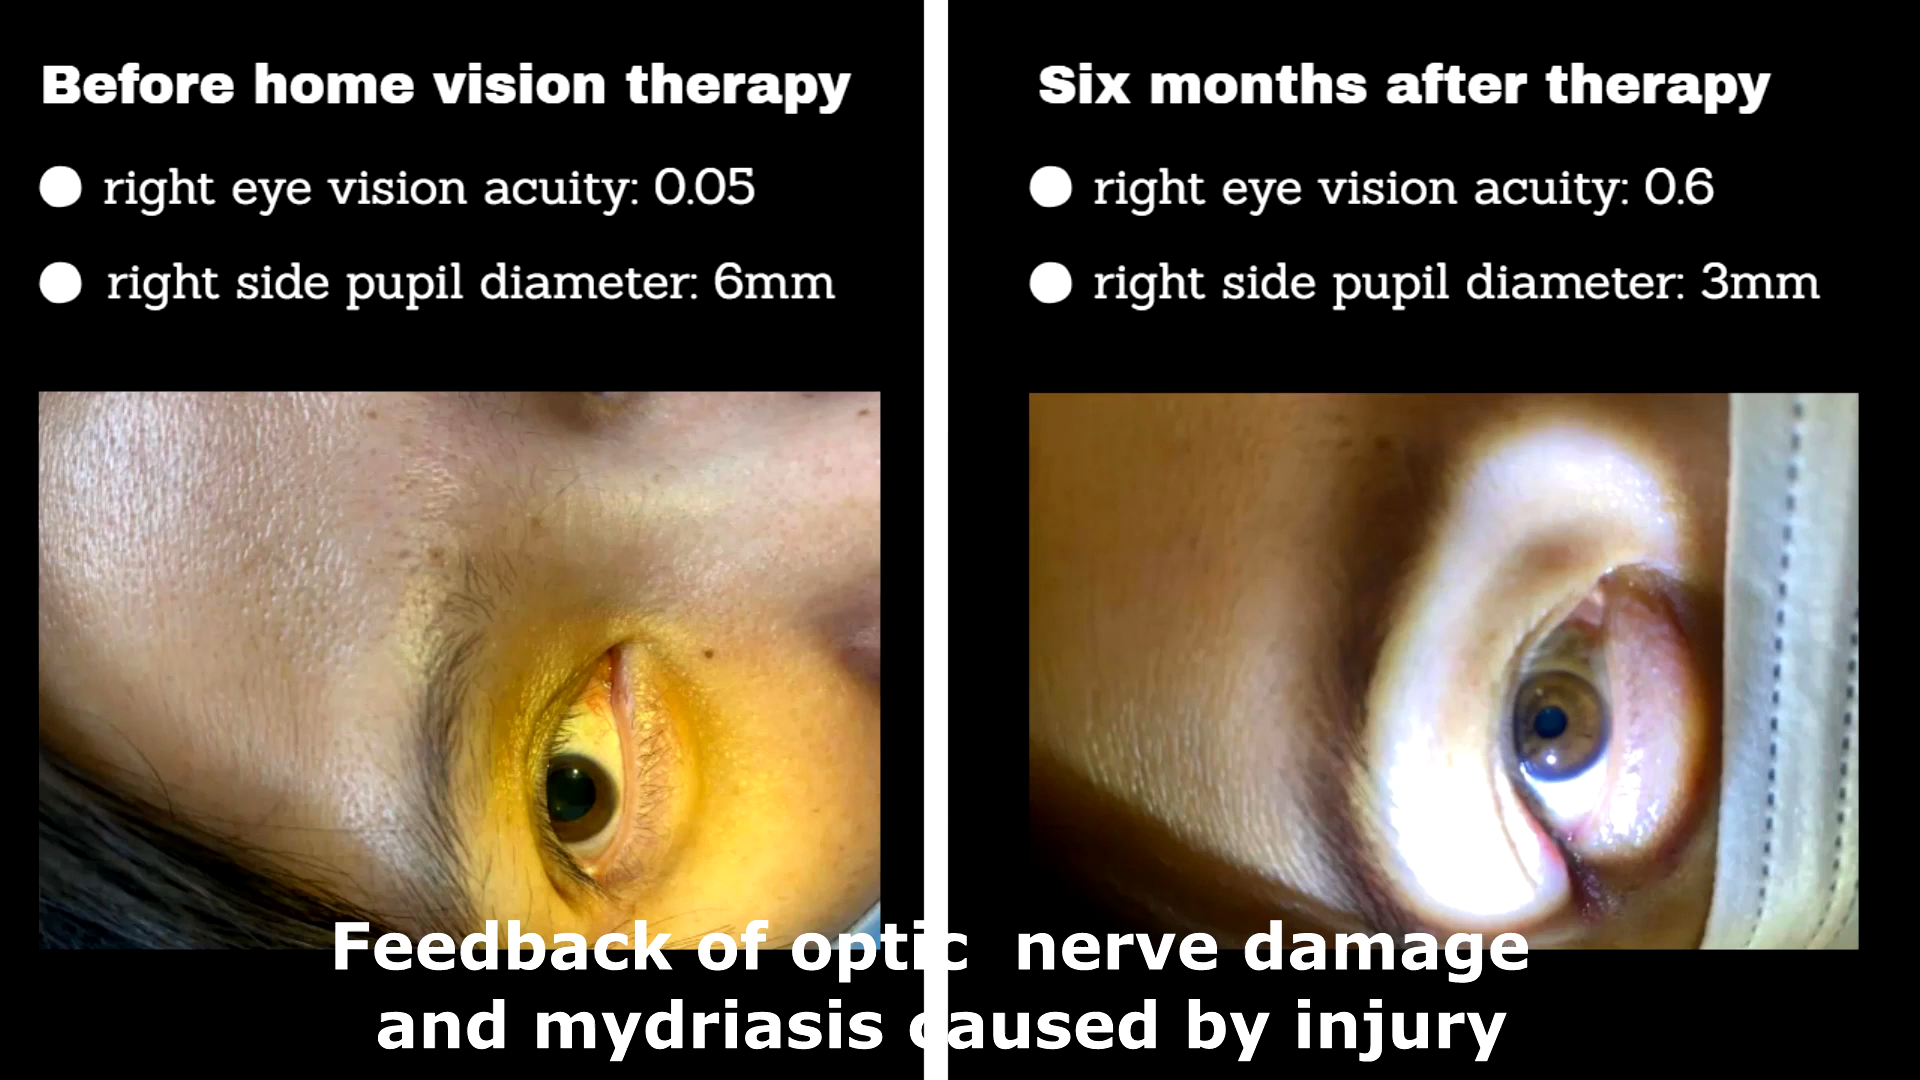 Before home vision therapy
right eye vision acuity: 0.05
right side pupil diameter: 6mm
Six months after therapy
right eye vision acuity: 0.6
right side pupil diameter: 3mm
Feedback of optic nerve damage
and mydriasis caused by injury